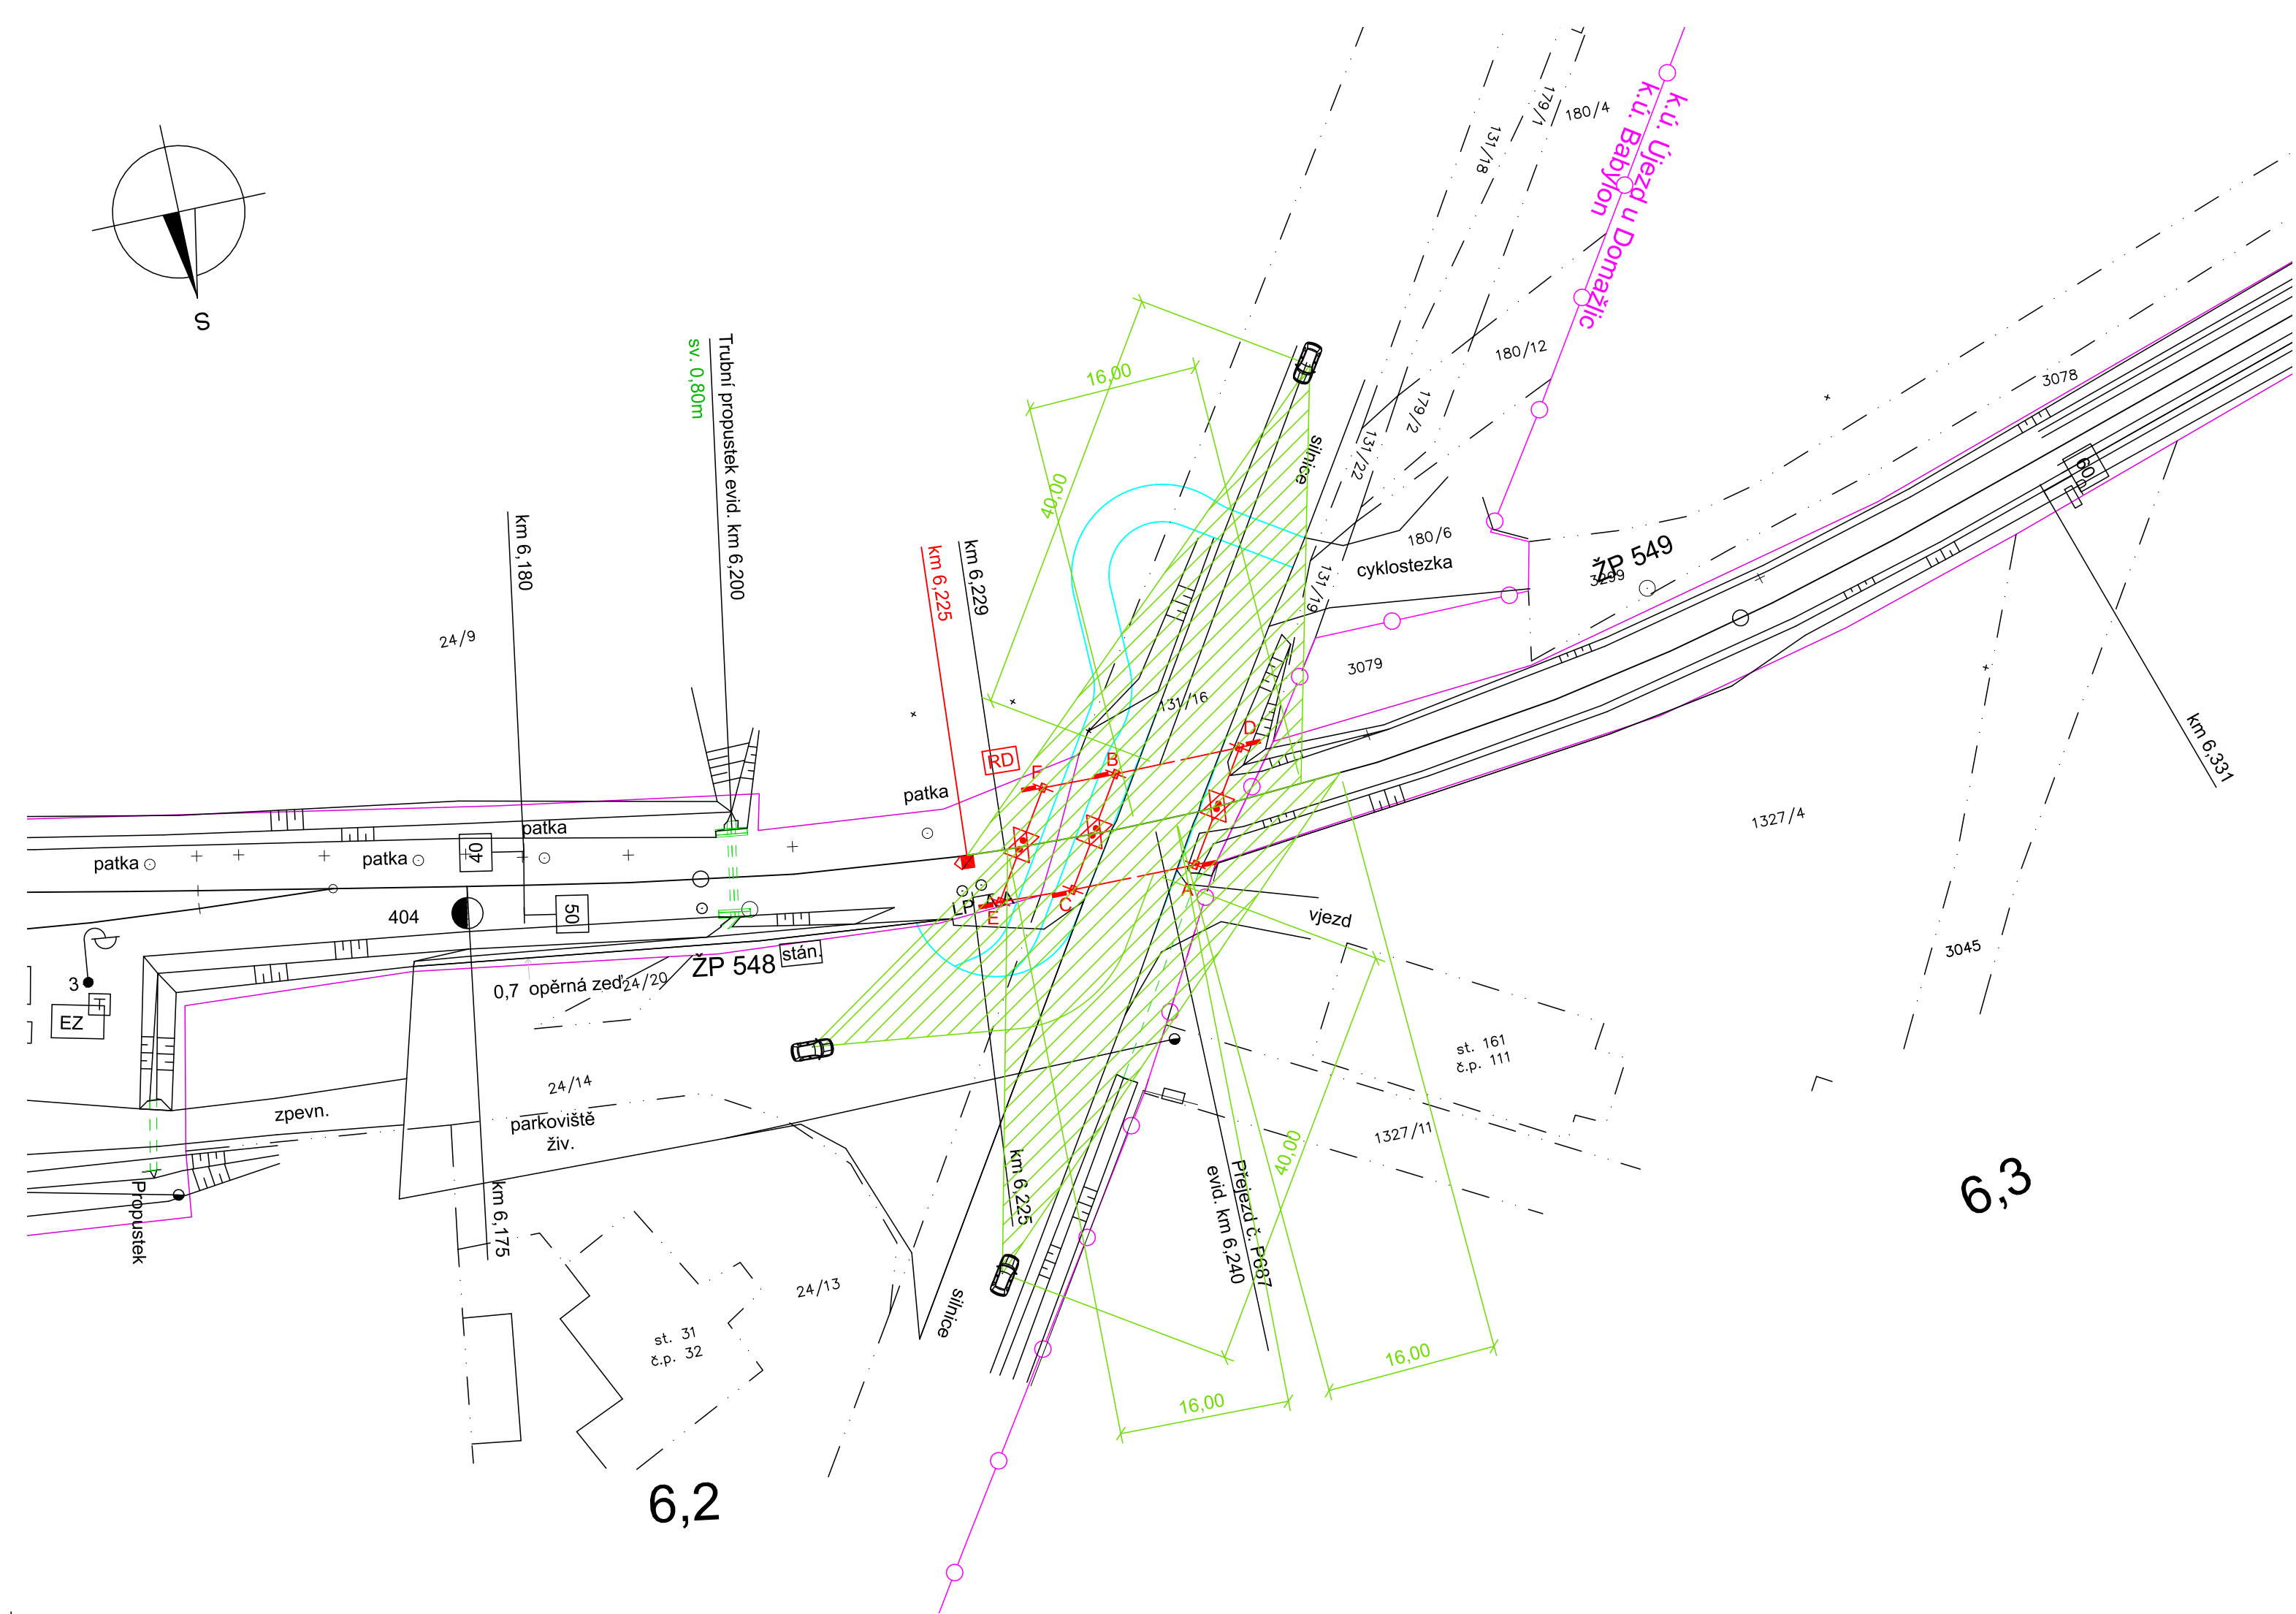 k.ú. Újezd u Domažlic
k.ú. Babylon
179/1
180/4
131/18
S
Trubní propustek evid. km 6,200
sv. 0,80m
16,00
180/12
3078
179/2
131/22
silnice
40,00
60
km 6,180
km 6,225
km 6,229
180/6
cyklostezka
ŽP 549
3299
131/19
24/9
3079
131/16
km 6,331
RD
F
B
D
patka
patka
patka
patka
40
1327/4
50
404
LP
E
C
A
vjezd
3045
3
EZ
T
0,7 opěrná zeď
24/20
ŽP 548
stán.
st. 161
č.p. 111
24/14
zpevn.
parkoviště
živ.
1327/11
40,00
Propustek
km 6,175
km 6,225
Přejezd č. P687
evid. km 6,240
6,3
24/13
silnice
st. 31
č.p. 32
16,00
16,00
6,2